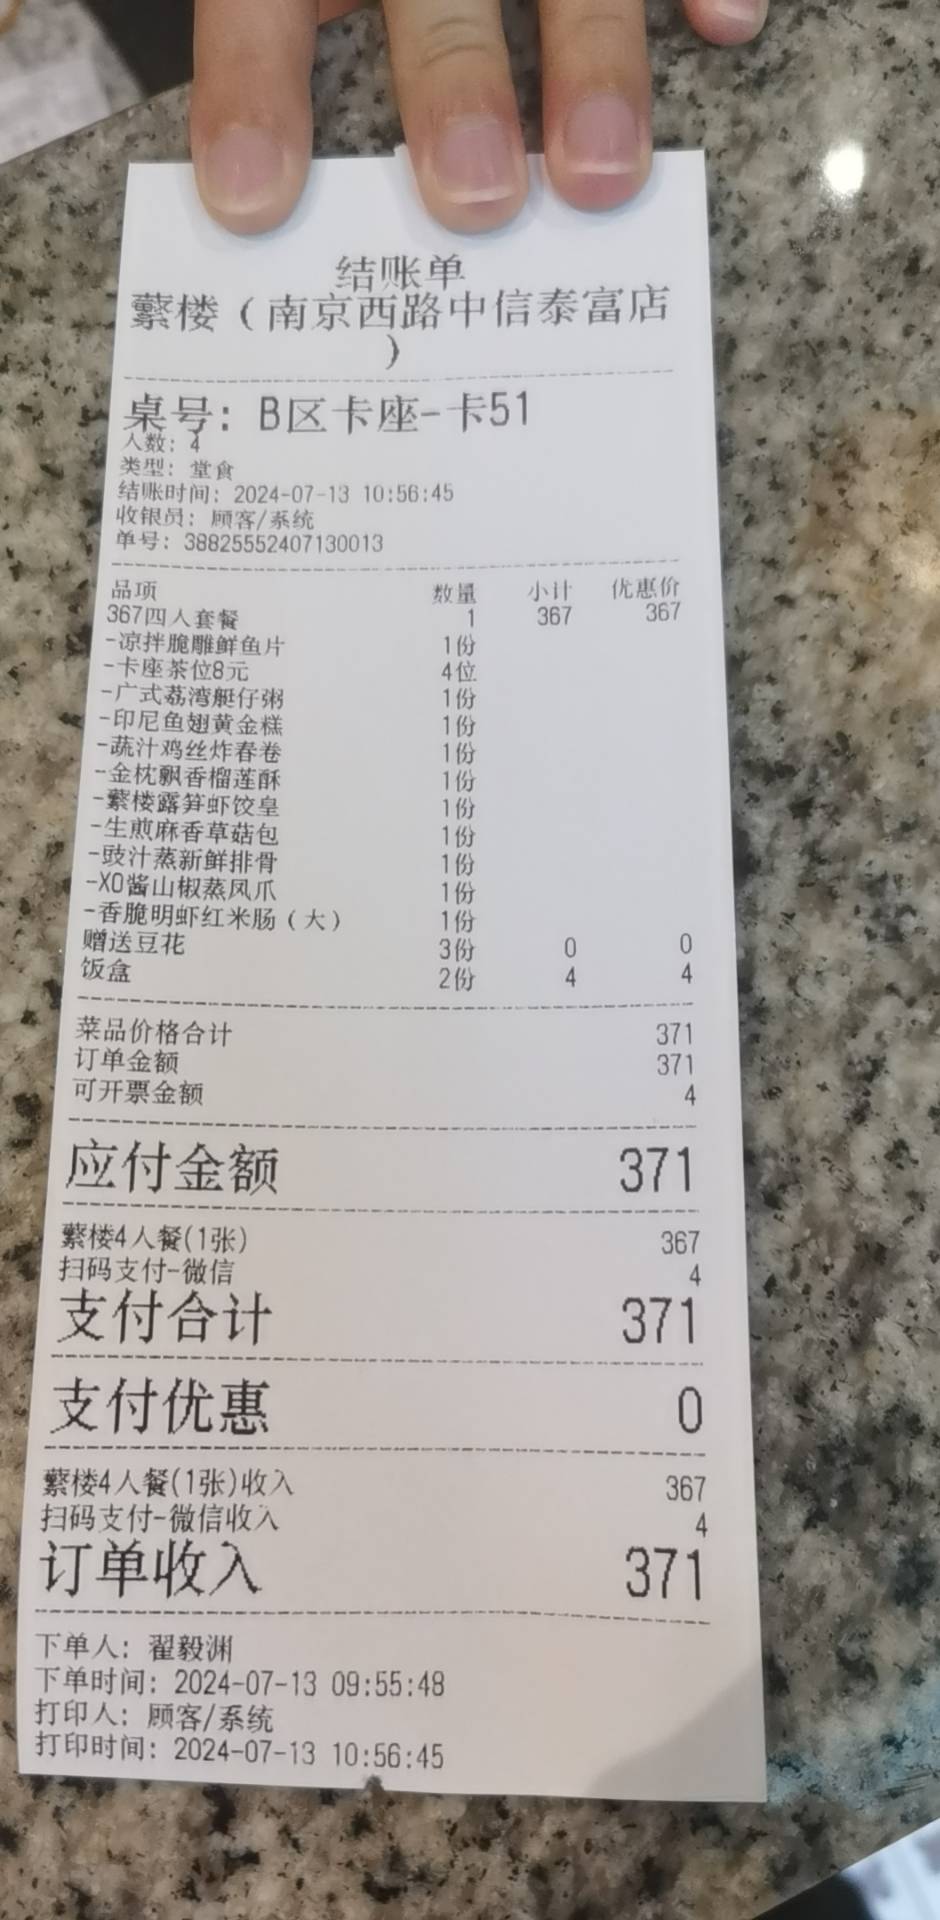 结账单
蘩楼（南京西路中信泰富店
）
桌号：B区卡座-卡51
人数：4
类型：堂食
结账时间：2024-07-13 10:56:45
收银员：顾客/系统
单号：38825552407130013
品项 数量 小计 优惠价
367四人套餐 1 367 367
-凉拌脆雕鲜鱼片 1份
-卡座茶位8元 4位
-广式荔湾艇仔粥 1份
-印尼鱼翅黄金糕 1份
-蔬汁鸡丝炸春卷 1份
-金枕飘香榴莲酥 1份
-蘩楼露笋虾饺皇 1份
-生煎麻香草菇包 1份
-豉汁蒸新鲜排骨 1份
-XO酱山椒蒸凤爪 1份
-香脆明虾红米肠（大） 1份
赠送豆花 3份 0 0
饭盒 2份 4 4
菜品价格合计 371
订单金额 371
可开票金额 4
应付金额 371
蘩楼4人餐(1张) 367
扫码支付-微信 4
支付合计 371
支付优惠 0
蘩楼4人餐(1张)收入 367
扫码支付-微信收入 4
订单收入 371
下单人：翟毅渊
下单时间：2024-07-13 09:55:48
打印人：顾客/系统
打印时间：2024-07-13 10:56:45